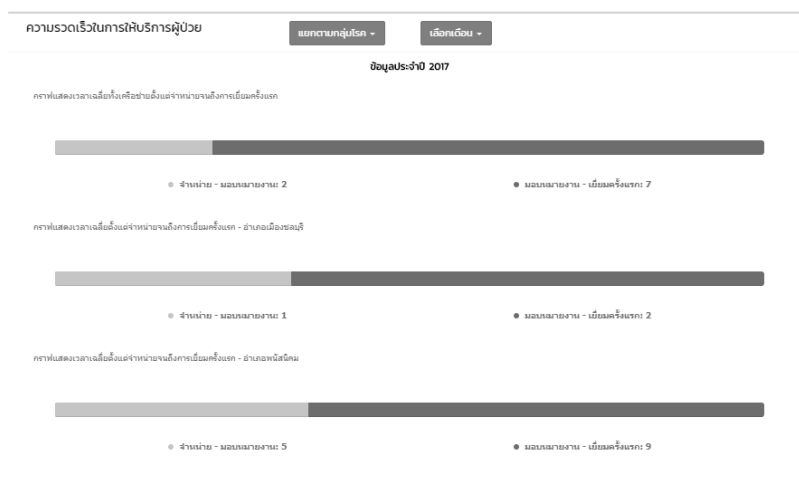 ความรวดเร็วในการให้บริการผู้ป่วย
แยกตามกลุ่มโรค
เลือกเดือน
ข้อมูลประจำปี 2017
กราฟแสดงเวลาเฉลี่ยทั้งเครือข่ายตั้งแต่จำหน่ายจนถึงการเยี่ยมครั้งแรก
จำหน่าย - มอบหมายงาน: 2
มอบหมายงาน - เยี่ยมครั้งแรก: 7
กราฟแสดงเวลาเฉลี่ยตั้งแต่จำหน่ายจนถึงการเยี่ยมครั้งแรก - อำเภอเมืองชลบุรี
จำหน่าย - มอบหมายงาน: 1
มอบหมายงาน - เยี่ยมครั้งแรก: 2
กราฟแสดงเวลาเฉลี่ยตั้งแต่จำหน่ายจนถึงการเยี่ยมครั้งแรก - อำเภอพนัสนิคม
จำหน่าย - มอบหมายงาน: 5
มอบหมายงาน - เยี่ยมครั้งแรก: 9